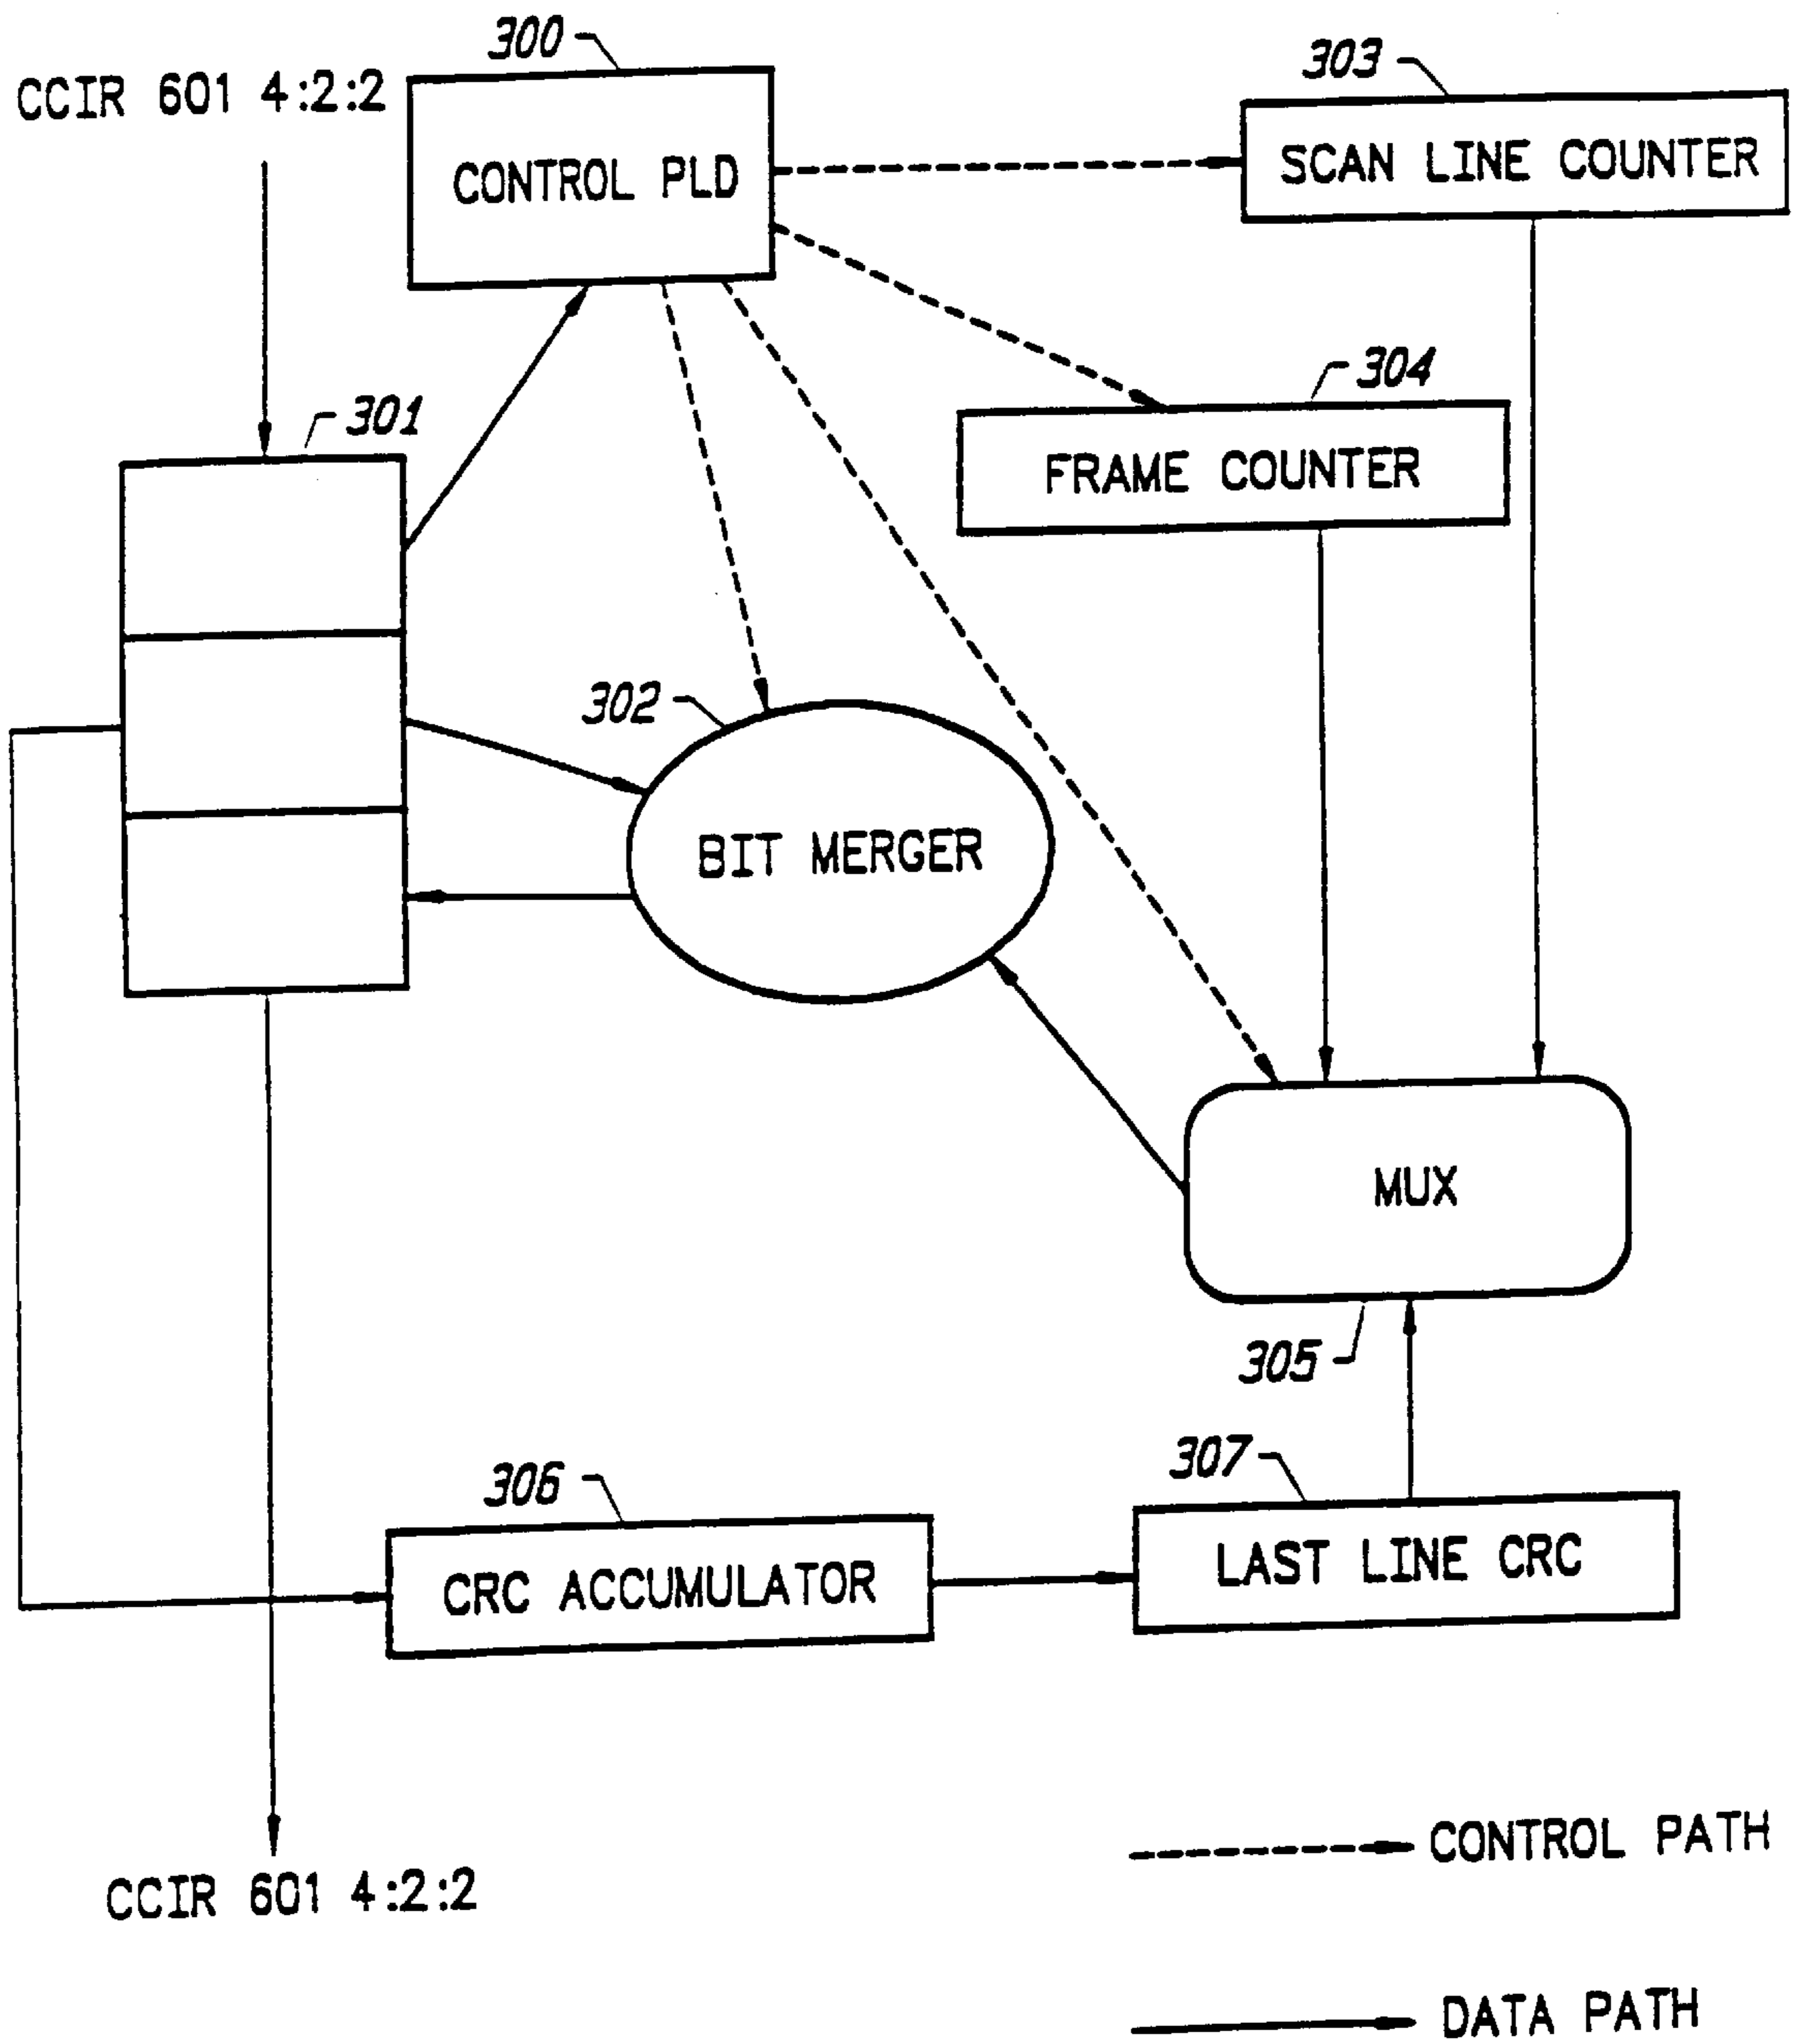 300
303
CCIR 601 4:2:2
CONTROL PLD
SCAN LINE COUNTER
304
301
FRAME COUNTER
302
BIT MERGER
MUX
305
307
306
LAST LINE CRC
CRC ACCUMULATOR
CONTROL PATH
CCIR 601 4:2:2
DATA PATH